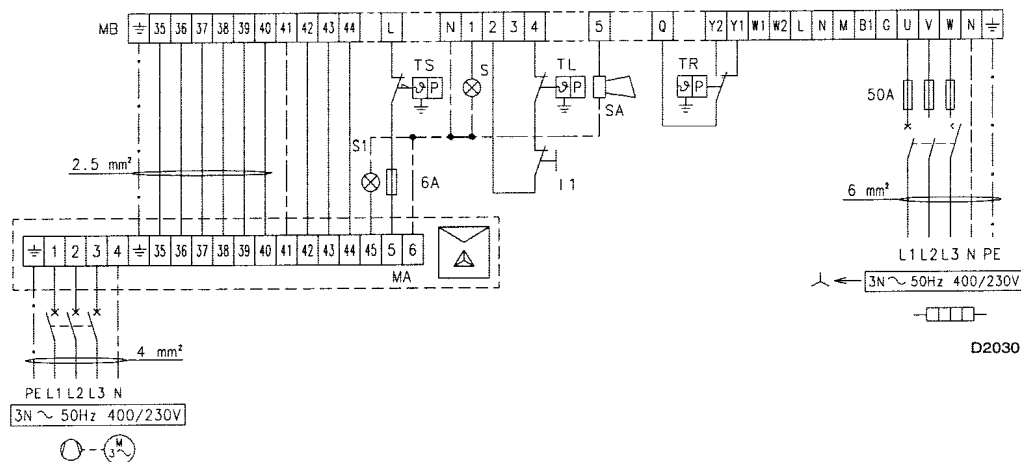 MB 35 36 37 38 39 40 41 42 43 44 L N 1 2 3 4 5 Q Y2 Y1 W1 W2 L N M B1 G U V W N
TS ϑ P
S
TL ϑ P
SA
TR ϑ P
50A
S1
6A
I1
2.5 mm²
6 mm²
1 2 3 4 35 36 37 38 39 40 41 42 43 44 45 5 6
MA
L1 L2 L3 N PE
3N ~ 50Hz 400/230V
D2030
4 mm²
PE L1 L2 L3 N
3N ~ 50Hz 400/230V
M
3~